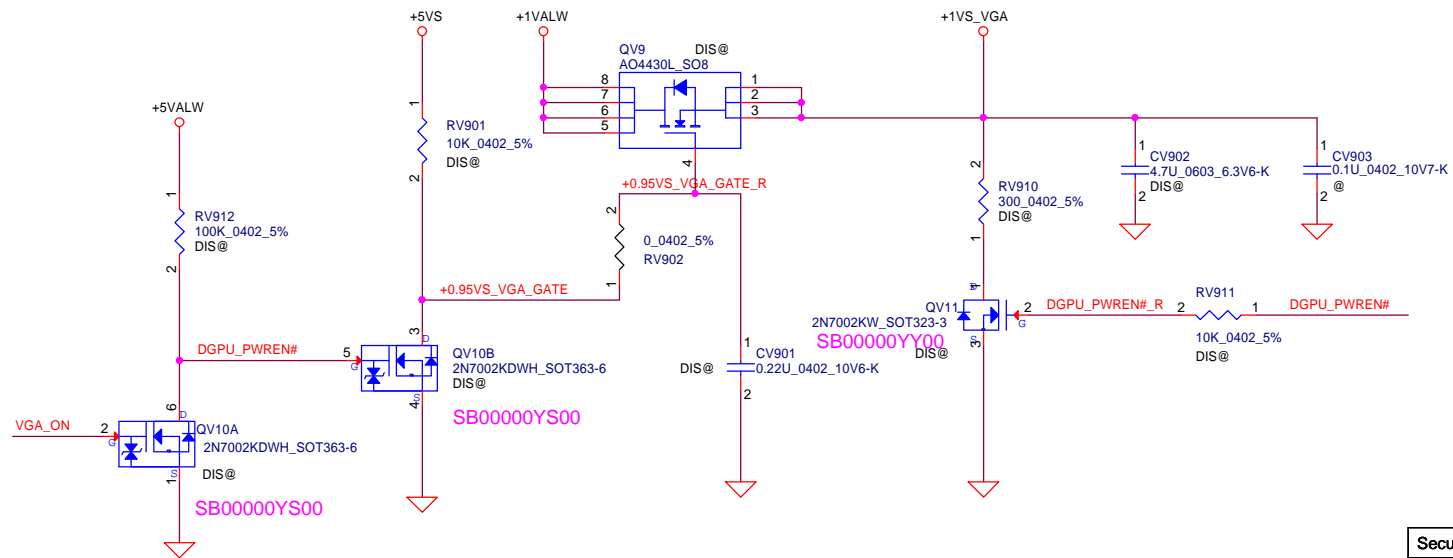 +5VS
+1VALW
+1VS_VGA
QV9
DIS@
AO4430L_SO8
8
7
6
5
1
2
3
4
+5VALW
1
RV901
10K_0402_5%
DIS@
2
1
RV912
100K_0402_5%
DIS@
2
+0.95VS_VGA_GATE_R
2
0_0402_5%
RV902
1
+0.95VS_VGA_GATE
2
RV910
300_0402_5%
DIS@
1
1
CV902
4.7U_0603_6.3V6-K
DIS@
2
1
CV903
0.1U_0402_10V7-K
@
2
DGPU_PWREN#
5
G
3
D
S
4
QV10B
2N7002KDWH_SOT363-6
DIS@
SB00000YS00
1
DIS@
CV901
0.22U_0402_10V6-K
2
1
D
QV11
2N7002KW_SOT323-3
SB00000YY00
DIS@
S
3
G
2
DGPU_PWREN#_R
2
RV911
1
10K_0402_5%
DIS@
DGPU_PWREN#
VGA_ON
2
G
6
D
S
1
QV10A
2N7002KDWH_SOT363-6
DIS@
SB00000YS00
Secu